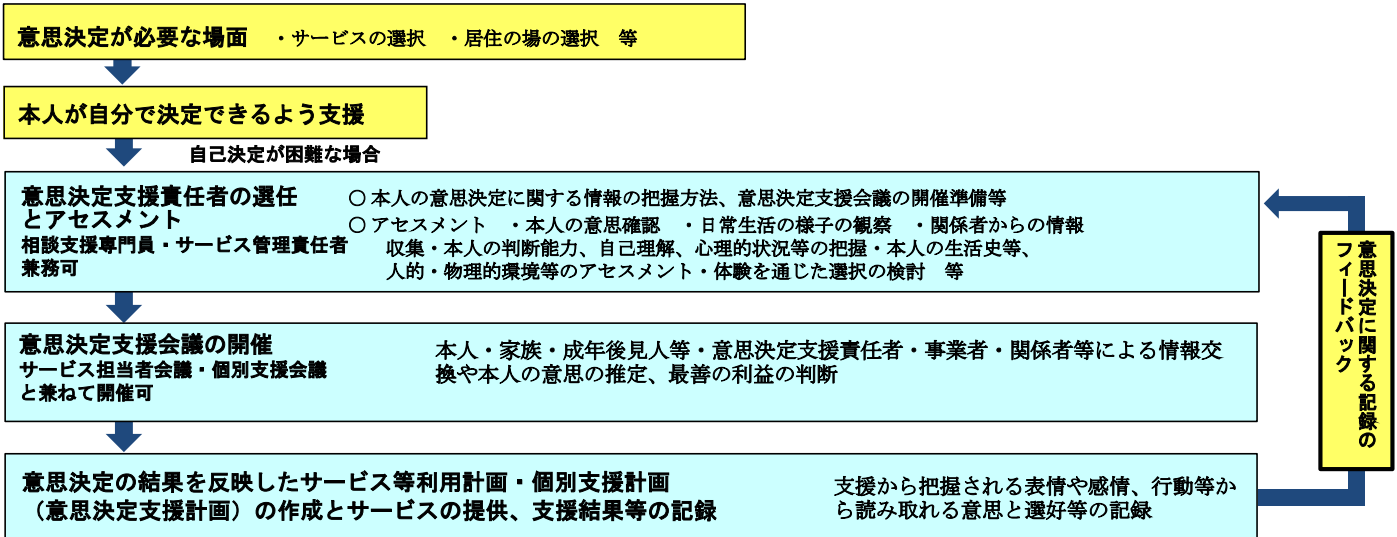 意思決定が必要な場面　・サービスの選択　・居住の場の選択　等
本人が自分で決定できるよう支援
自己決定が困難な場合
意思決定支援責任者の選任
とアセスメント
相談支援専門員・サービス管理責任者
兼務可
○ 本人の意思決定に関する情報の把握方法、意思決定支援会議の開催準備等
○ アセスメント　・本人の意思確認　・日常生活の様子の観察　・関係者からの情報
収集・本人の判断能力、自己理解、心理的状況等の把握・本人の生活史等、
人的・物理的環境等のアセスメント・体験を通じた選択の検討　等
意思決定支援会議の開催
サービス担当者会議・個別支援会議
と兼ねて開催可
本人・家族・成年後見人等・意思決定支援責任者・事業者・関係者等による情報交
換や本人の意思の推定、最善の利益の判断
意思決定の結果を反映したサービス等利用計画・個別支援計画
（意思決定支援計画）の作成とサービスの提供、支援結果等の記録
支援から把握される表情や感情、行動等か
ら読み取れる意思と選好等の記録
意思決定に関する記録の
フィードバック